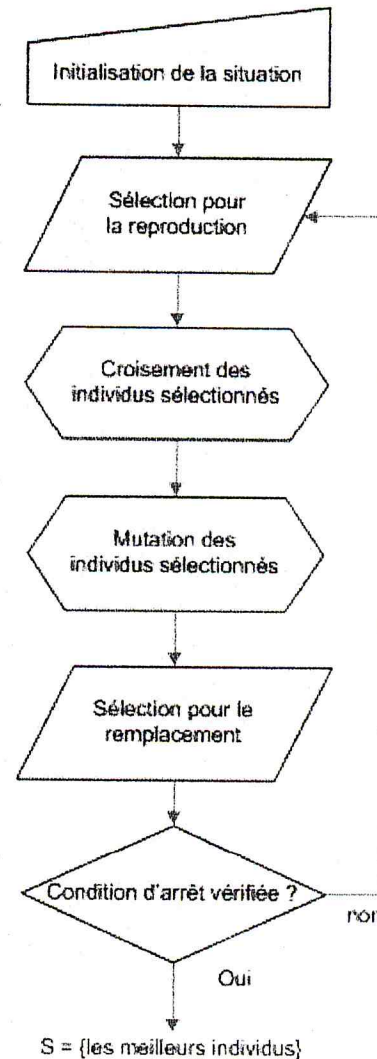 Initialisation de la situation
Sélection pour
la reproduction
Croisement des
individus sélectionnés
Mutation des
individus sélectionnés
Sélection pour le
remplacement
Condition d'arrêt vérifiée ?
non
Oui
S = {les meilleurs individus}